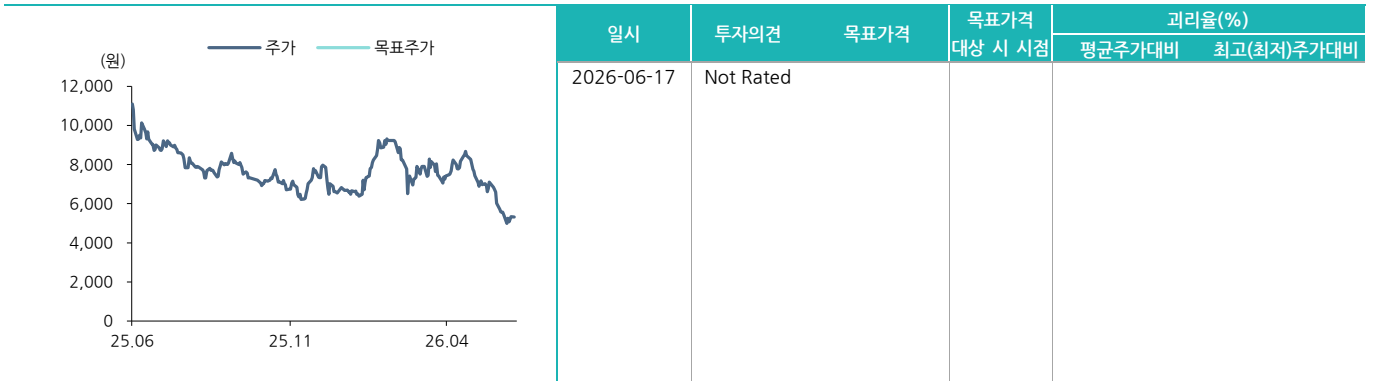 주가 목표주가
(원)
12,000
10,000
8,000
6,000
4,000
2,000
0
25.06 25.11 26.04
일시 투자의견 목표가격 목표가격 대상 시 시점 괴리율(%)
평균주가대비 최고(최저)주가대비
2026-06-17 Not Rated